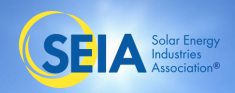 SEIA
Solar Energy
Industries
Association®